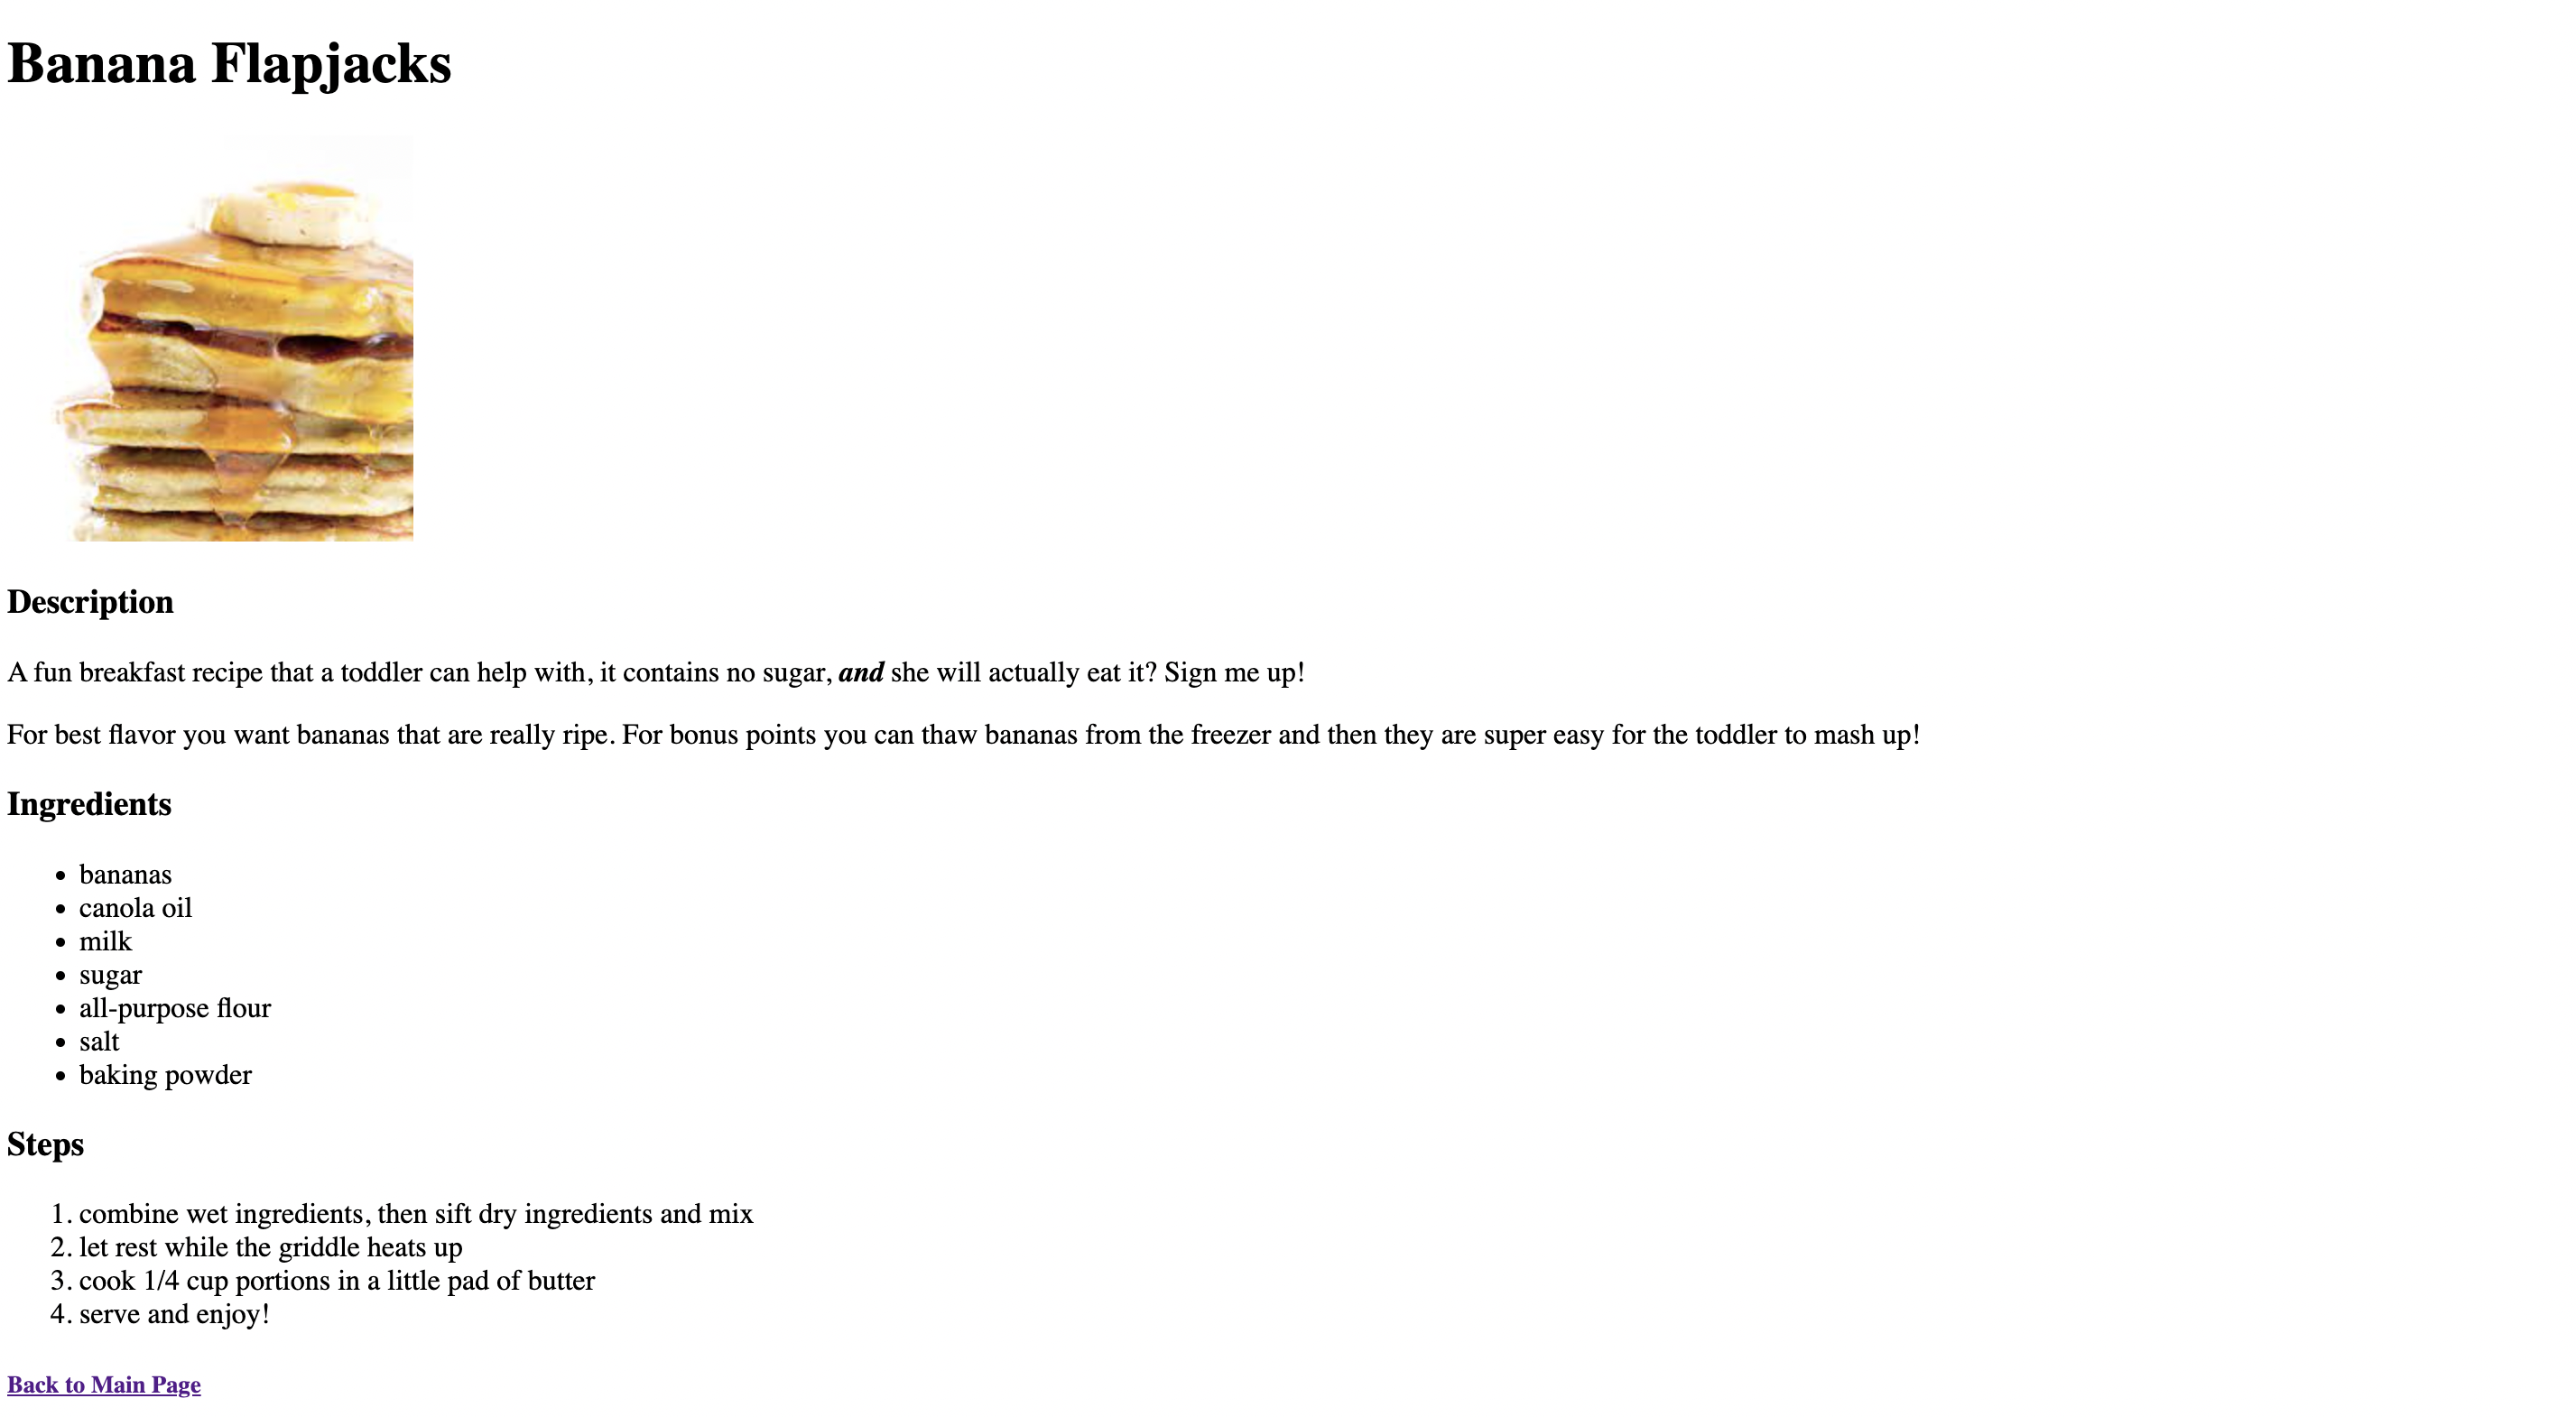 Banana Flapjacks
Description
A fun breakfast recipe that a toddler can help with, it contains no sugar, and she will actually eat it? Sign me up!
For best flavor you want bananas that are really ripe. For bonus points you can thaw bananas from the freezer and then they are super easy for the toddler to mash up!
Ingredients
• bananas
• canola oil
• milk
• sugar
• all-purpose flour
• salt
• baking powder
Steps
1. combine wet ingredients, then sift dry ingredients and mix
2. let rest while the griddle heats up
3. cook 1/4 cup portions in a little pad of butter
4. serve and enjoy!
Back to Main Page